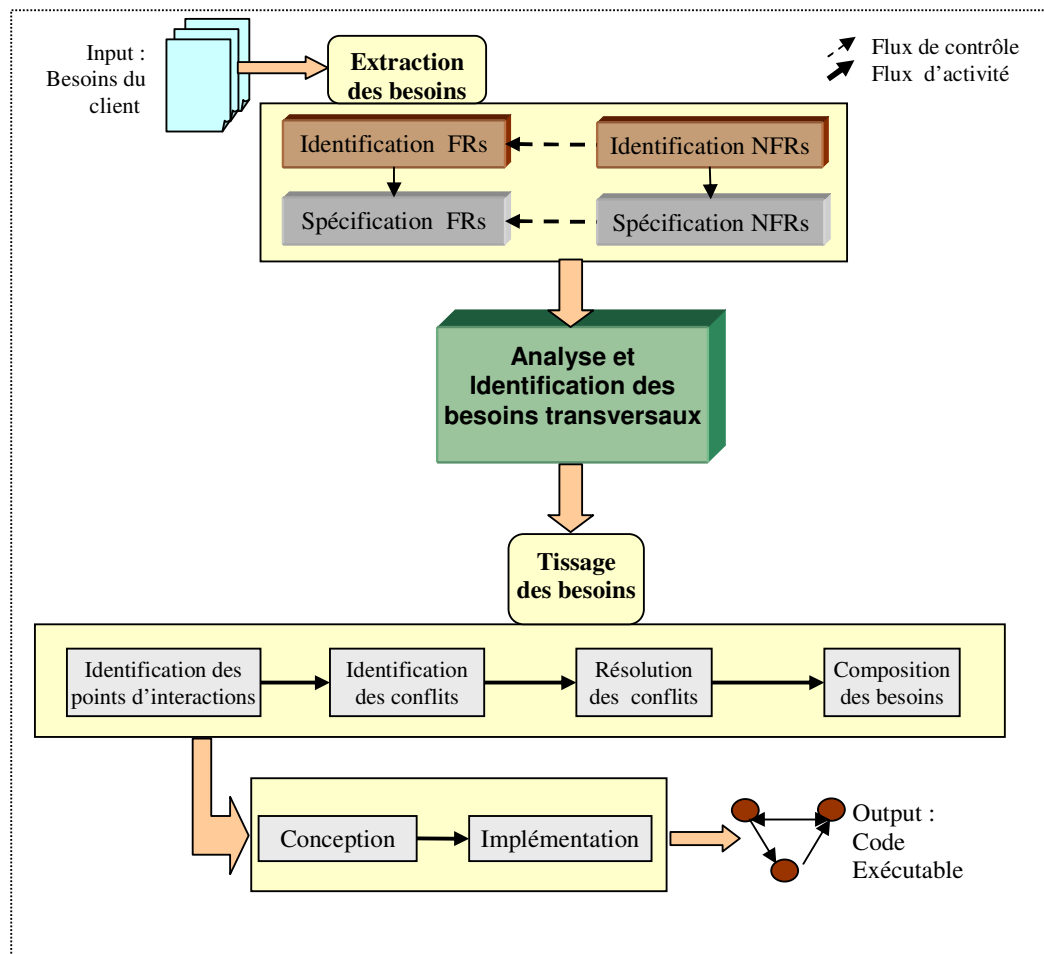 Input :
Besoins du
client
Extraction
des besoins
Flux de contrôle
Flux d'activité
Identification FRs
Identification NFRs
Spécification FRs
Spécification NFRs
Analyse et
Identification des
besoins transversaux
Tissage
des besoins
Identification des
points d'interactions
Identification
des conflits
Résolution
des conflits
Composition
des besoins
Conception
Implémentation
Output :
Code
Exécutable